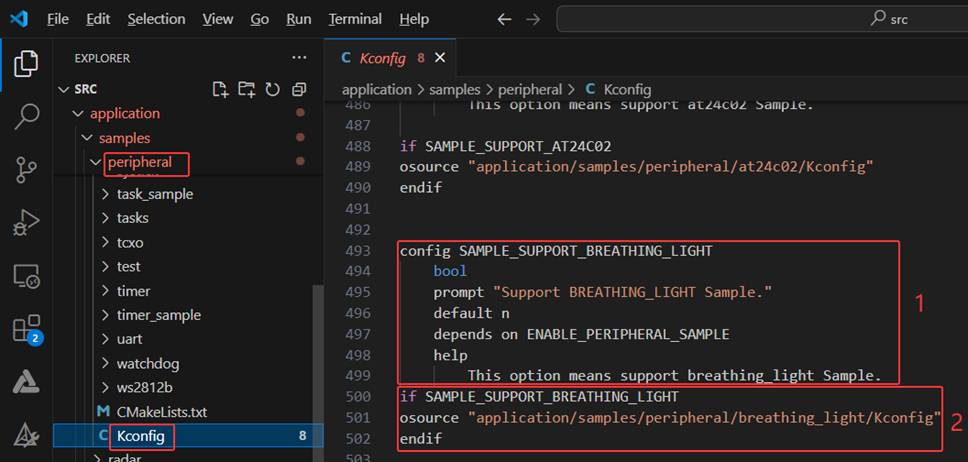 File Edit Selection View Go Run Terminal Help
src
EXPLORER
Kconfig 8
SRC
application > samples > peripheral > Kconfig
application
samples
peripheral
task_sample
tasks
tcxo
test
timer
timer_sample
uart
watchdog
ws2812b
CMakeLists.txt
Kconfig 8
radar
2
486 This option means support at24c02 Sample.
487
488 if SAMPLE_SUPPORT_AT24C02
489 osource "application/samples/peripheral/at24c02/Kconfig"
490 endif
491
492
493 config SAMPLE_SUPPORT_BREATHING_LIGHT
494 bool
495 prompt "Support BREATHING_LIGHT Sample."
496 default n
497 depends on ENABLE_PERIPHERAL_SAMPLE
498 help
499 This option means support breathing_light Sample.
500 if SAMPLE_SUPPORT_BREATHING_LIGHT
501 osource "application/samples/peripheral/breathing_light/Kconfig"
502 endif
503
1
2